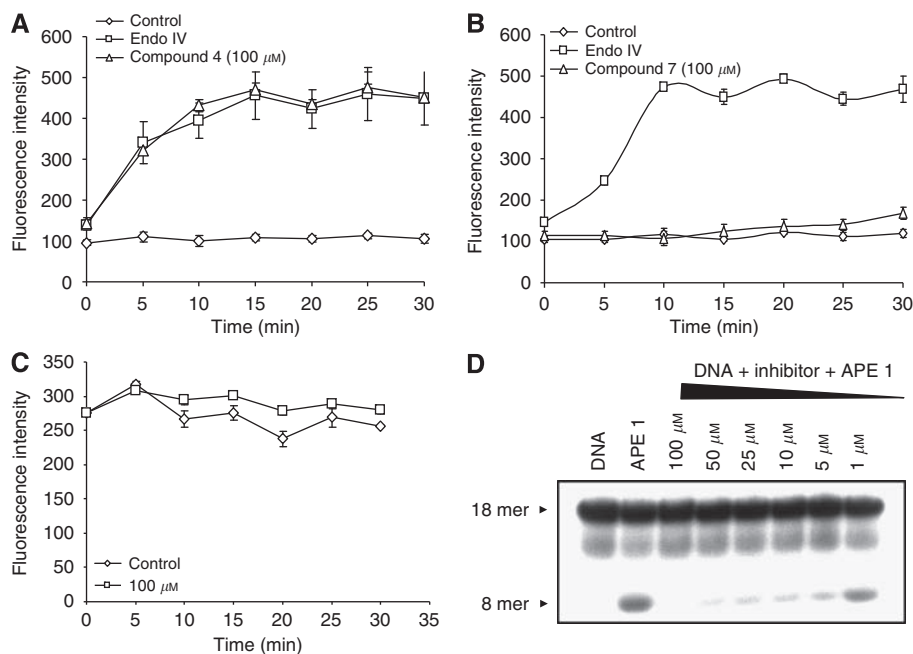 A
Control
Endo IV
Compound 4 (100 μM)
Fluorescence intensity
600
500
400
300
200
100
0
0 5 10 15 20 25 30
Time (min)
B
Control
Endo IV
Compound 7 (100 μM)
Fluorescence intensity
600
500
400
300
200
100
0
0 5 10 15 20 25 30
Time (min)
C
Fluorescence intensity
350
300
250
200
150
100
50
0
Control
100 μM
0 5 10 15 20 25 30 35
Time (min)
D
DNA + inhibitor + APE 1
DNA
APE 1
100 μM
50 μM
25 μM
10 μM
5 μM
1 μM
18 mer
8 mer